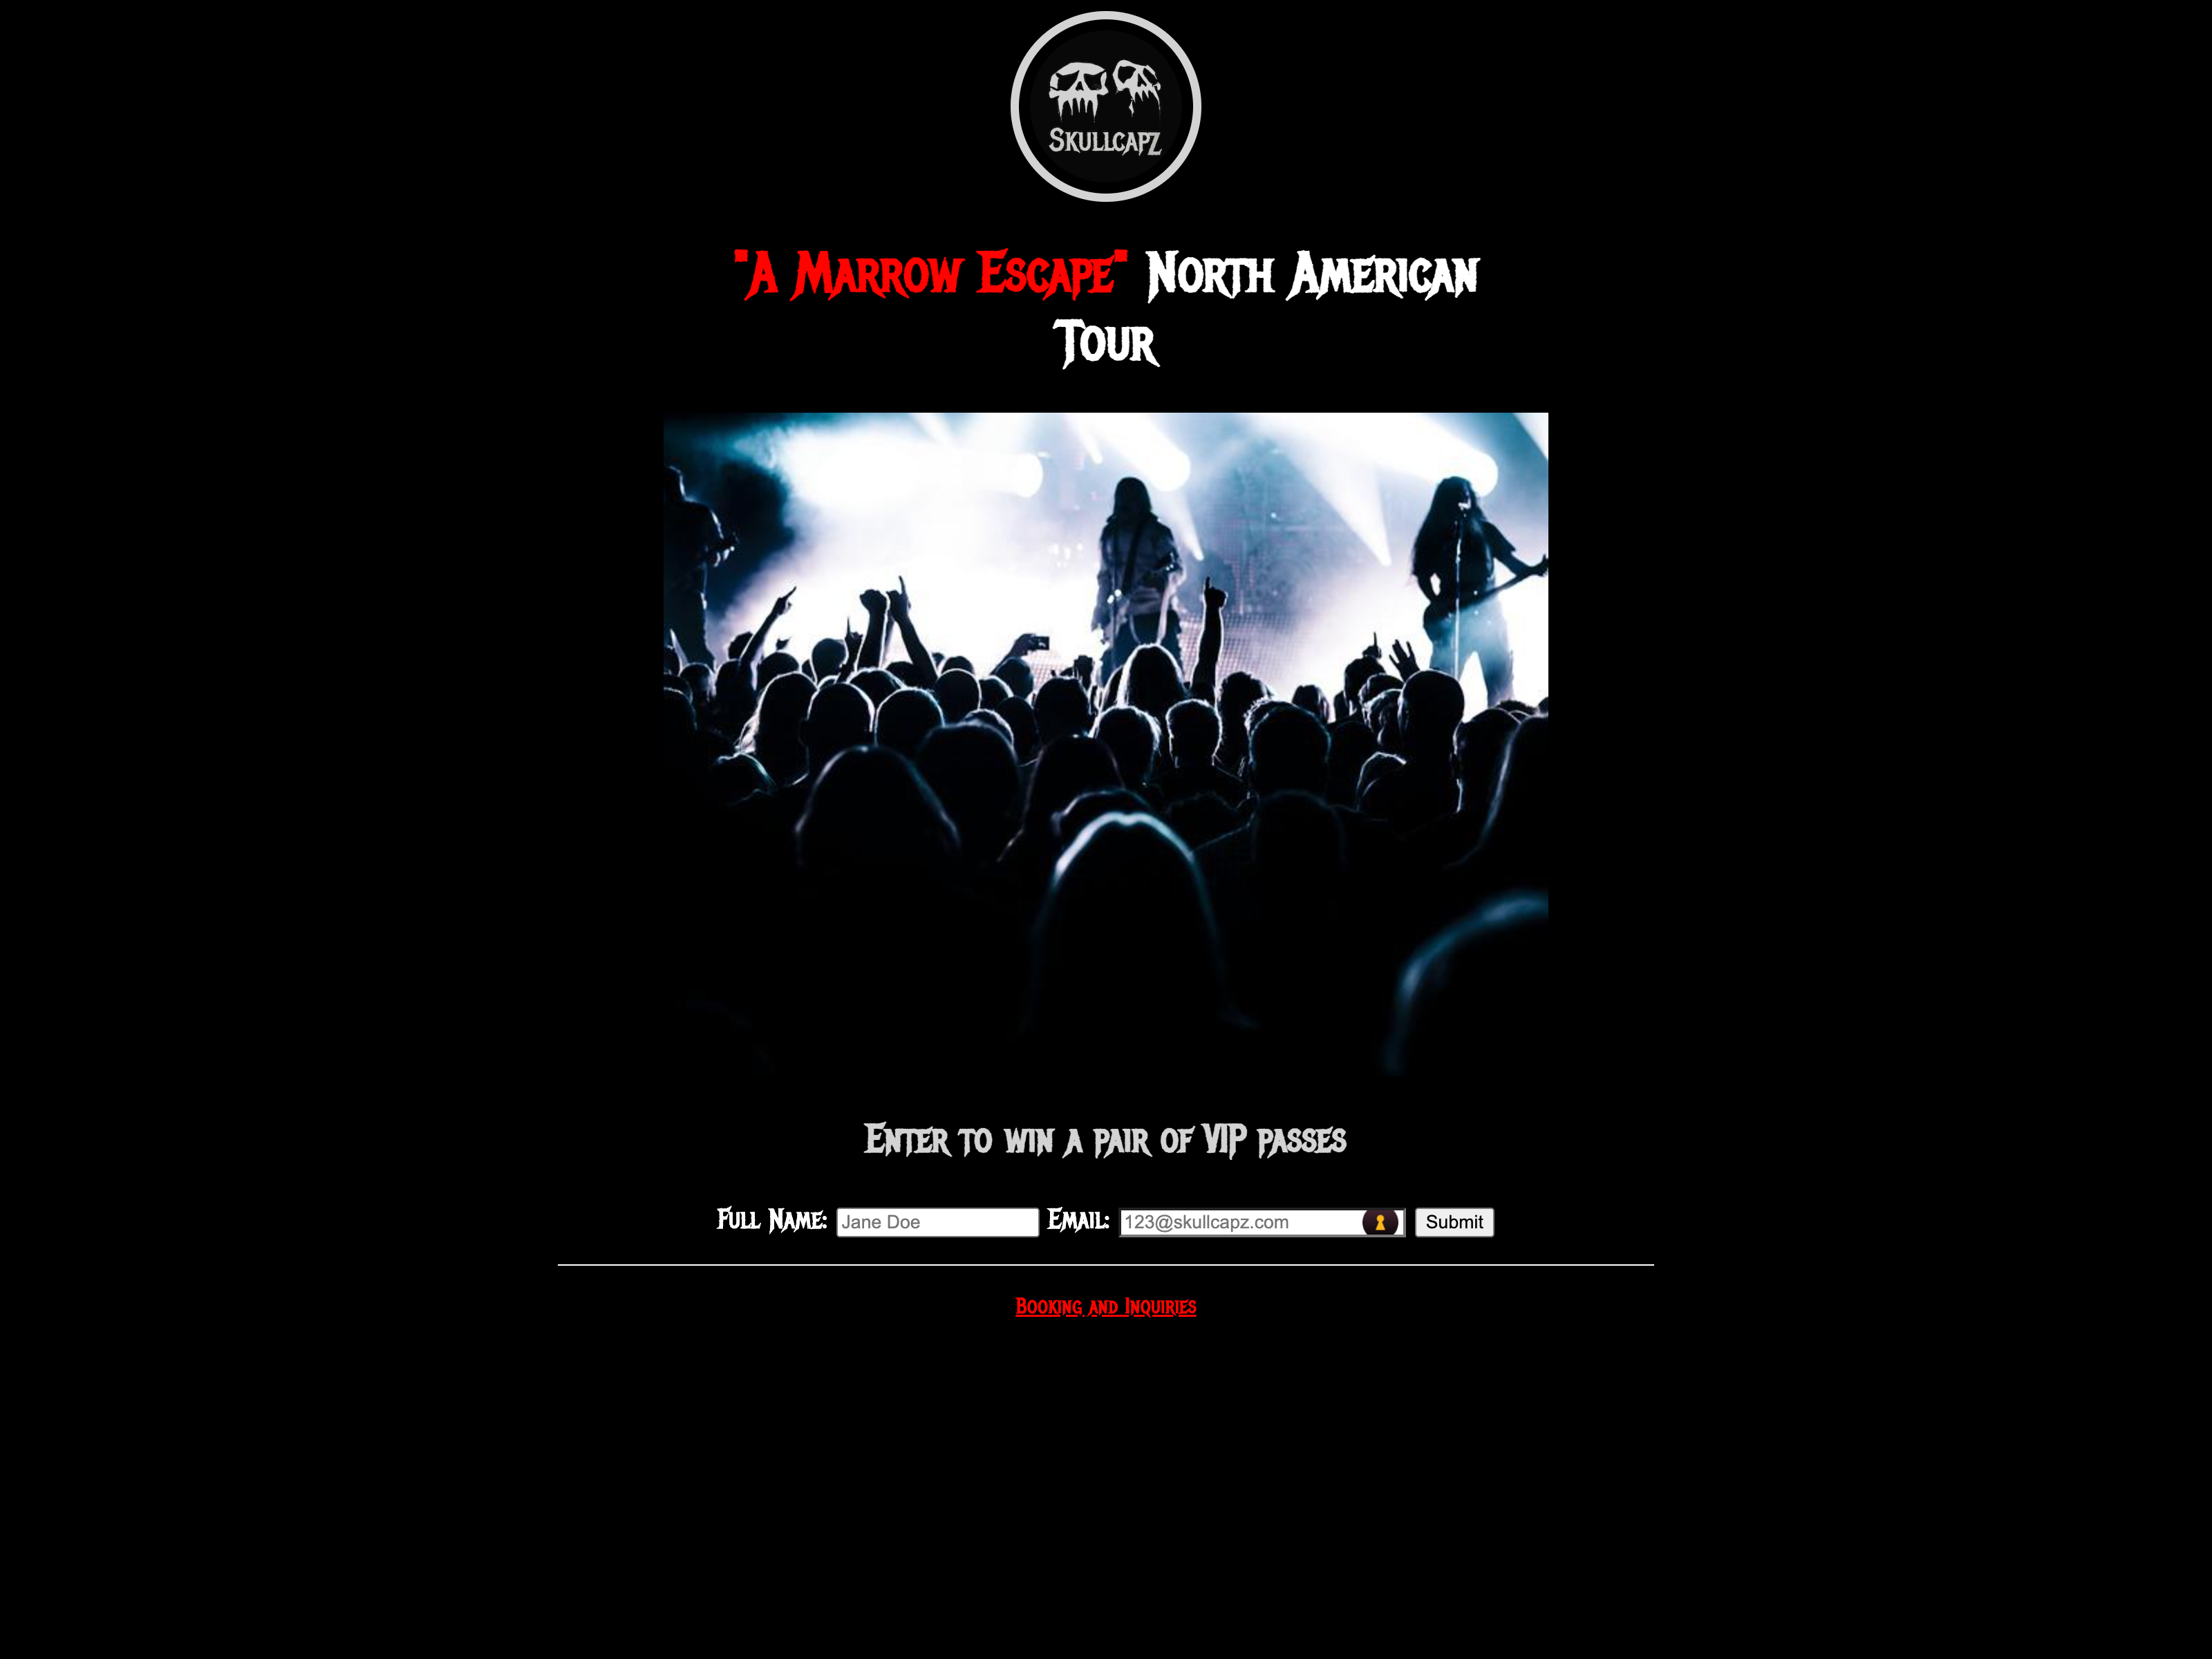 Skullcapz
"A Marrow Escape" North American
Tour
Enter to win a pair of VIP passes
Full Name: Jane Doe Email: 123@skullcapz.com Submit
Booking and Inquiries